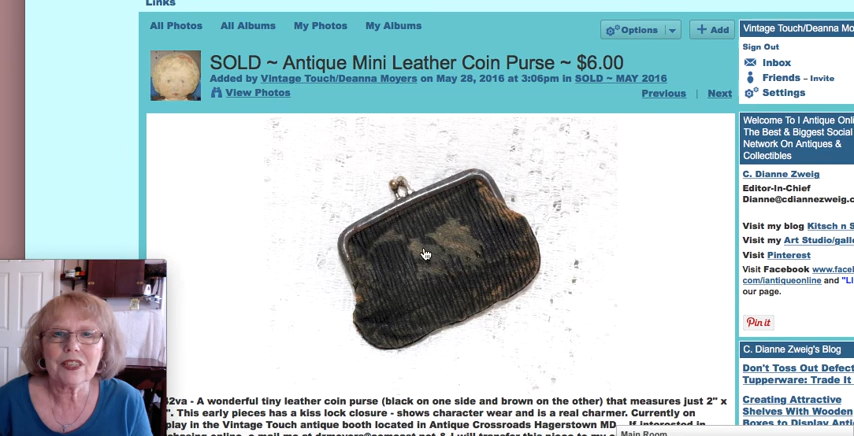 Links
All Photos All Albums My Photos My Albums
Options + Add
SOLD ~ Antique Mini Leather Coin Purse ~ $6.00
Added by Vintage Touch/Deanna Moyers on May 28, 2016 at 3:06pm in SOLD ~ MAY 2016
View Photos
Previous | Next
2va - A wonderful tiny leather coin purse (black on one side and brown on the other) that measures just 2" x
". This early pieces has a kiss lock closure - shows character wear and is a real charmer. Currently on
play in the Vintage Touch antique booth located in Antique Crossroads Hagerstown MD. If interested in
Main Room
Vintage Touch/Deanna Mo
Sign Out
Inbox
Friends – Invite
Settings
Welcome To I Antique Onli
The Best & Biggest Social
Network On Antiques &
Collectibles
C. Dianne Zweig
Editor-In-Chief
Dianne@cdiannezweig.c
Visit my blog Kitsch n S
Visit my Art Studio/galle
Visit Pinterest
Visit Facebook www.facel
com/iantiqueonline and "Li
our page.
Pin it
C. Dianne Zweig's Blog
Don't Toss Out Defect
Tupperware: Trade It
Creating Attractive
Shelves With Wooden
Boxes to Display Anti